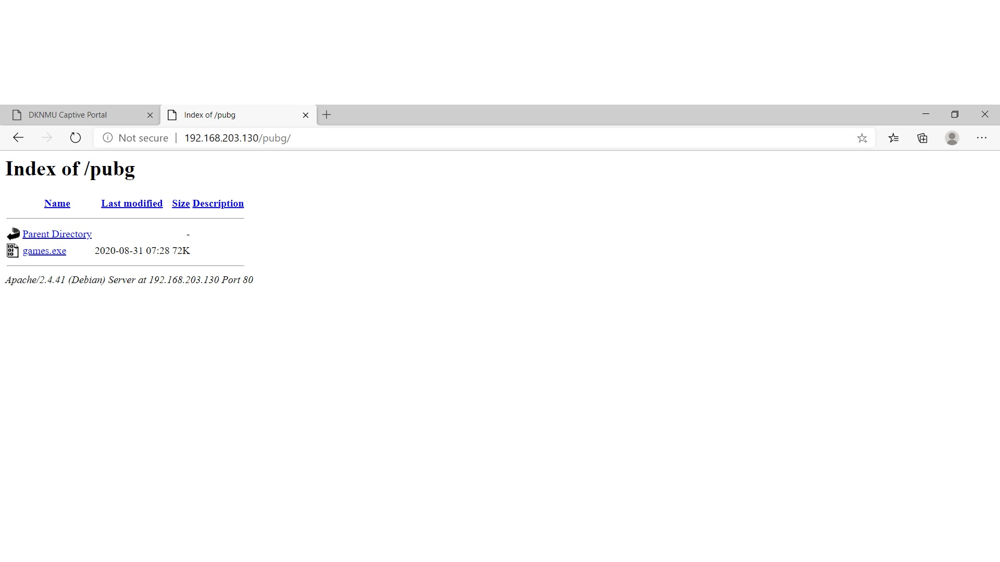 DKNMU Captive Portal
Index of /pubg
Not secure | 192.168.203.130/pubg/
Index of /pubg
Name Last modified Size Description
Parent Directory -
games.exe 2020-08-31 07:28 72K
Apache/2.4.41 (Debian) Server at 192.168.203.130 Port 80